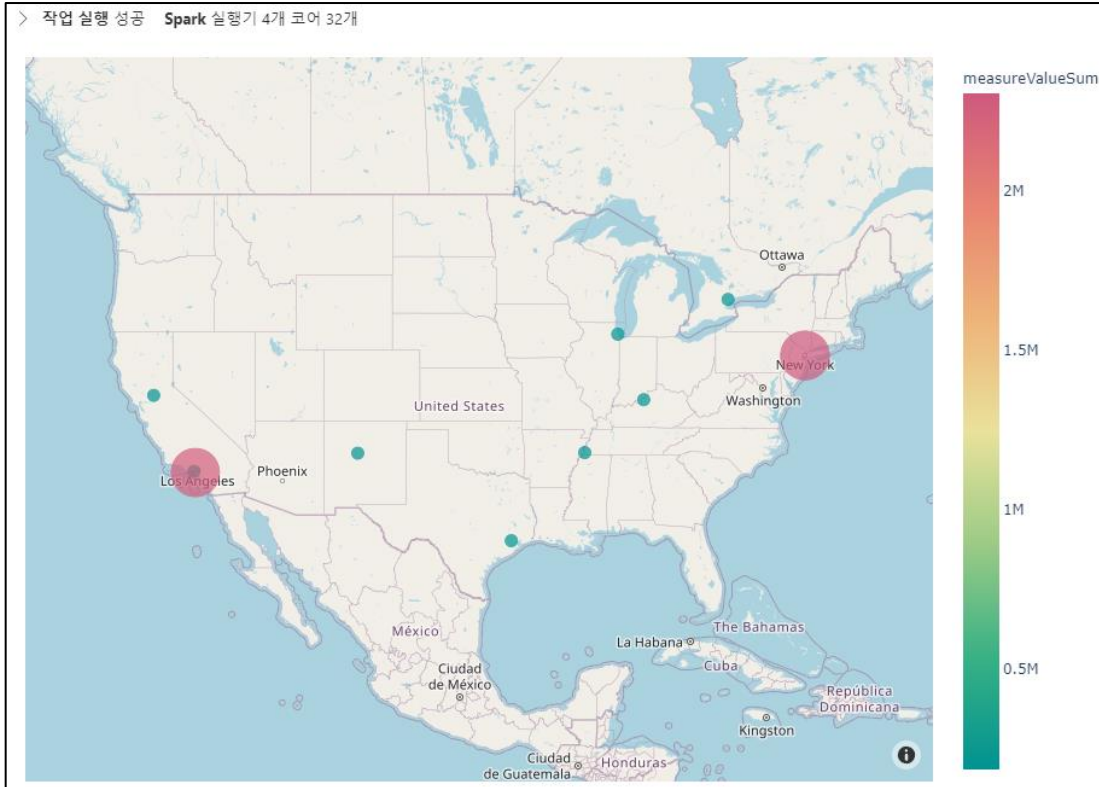 작업 실행 성공 Spark 실행기 4개 코어 32개
measureValueSum
2M
Ottawa
1.5M
New York
Washington
United States
Phoenix
Los Angeles
1M
La Habana
The Bahamas
México
Cuba
0.5M
Ciudad
de México
República
Dominicana
Kingston
Ciudad
de Guatemala
Honduras